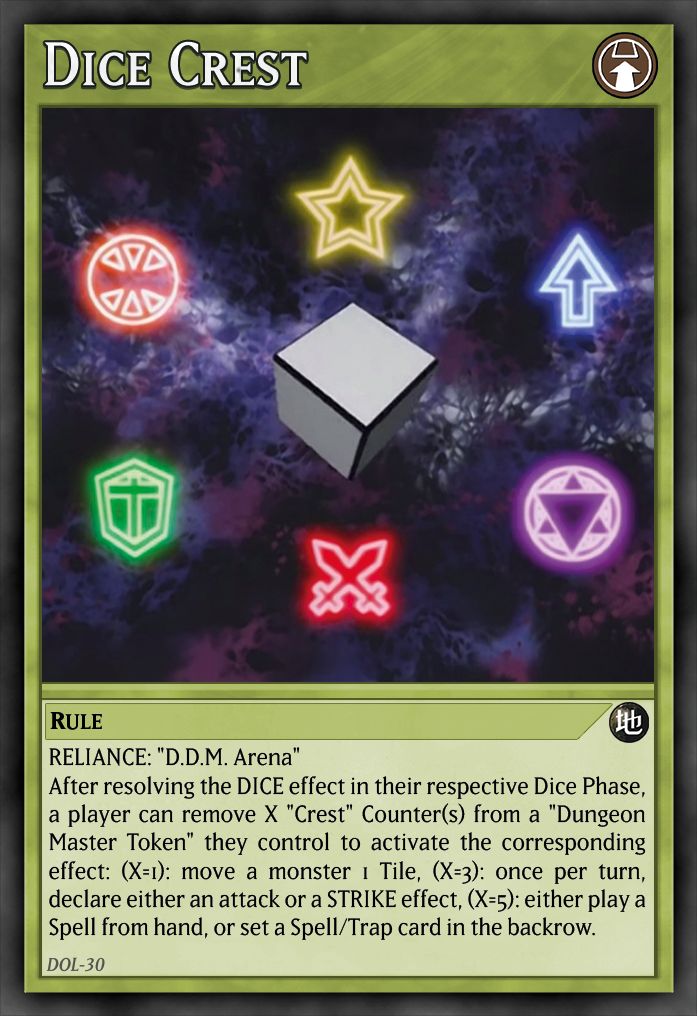 DICE CREST
RULE
RELIANCE: "D.D.M. Arena"
After resolving the DICE effect in their respective Dice Phase,
a player can remove X "Crest" Counter(s) from a "Dungeon
Master Token" they control to activate the corresponding
effect: (X=1): move a monster 1 Tile, (X=3): once per turn,
declare either an attack or a STRIKE effect, (X=5): either play a
Spell from hand, or set a Spell/Trap card in the backrow.
DOL-30